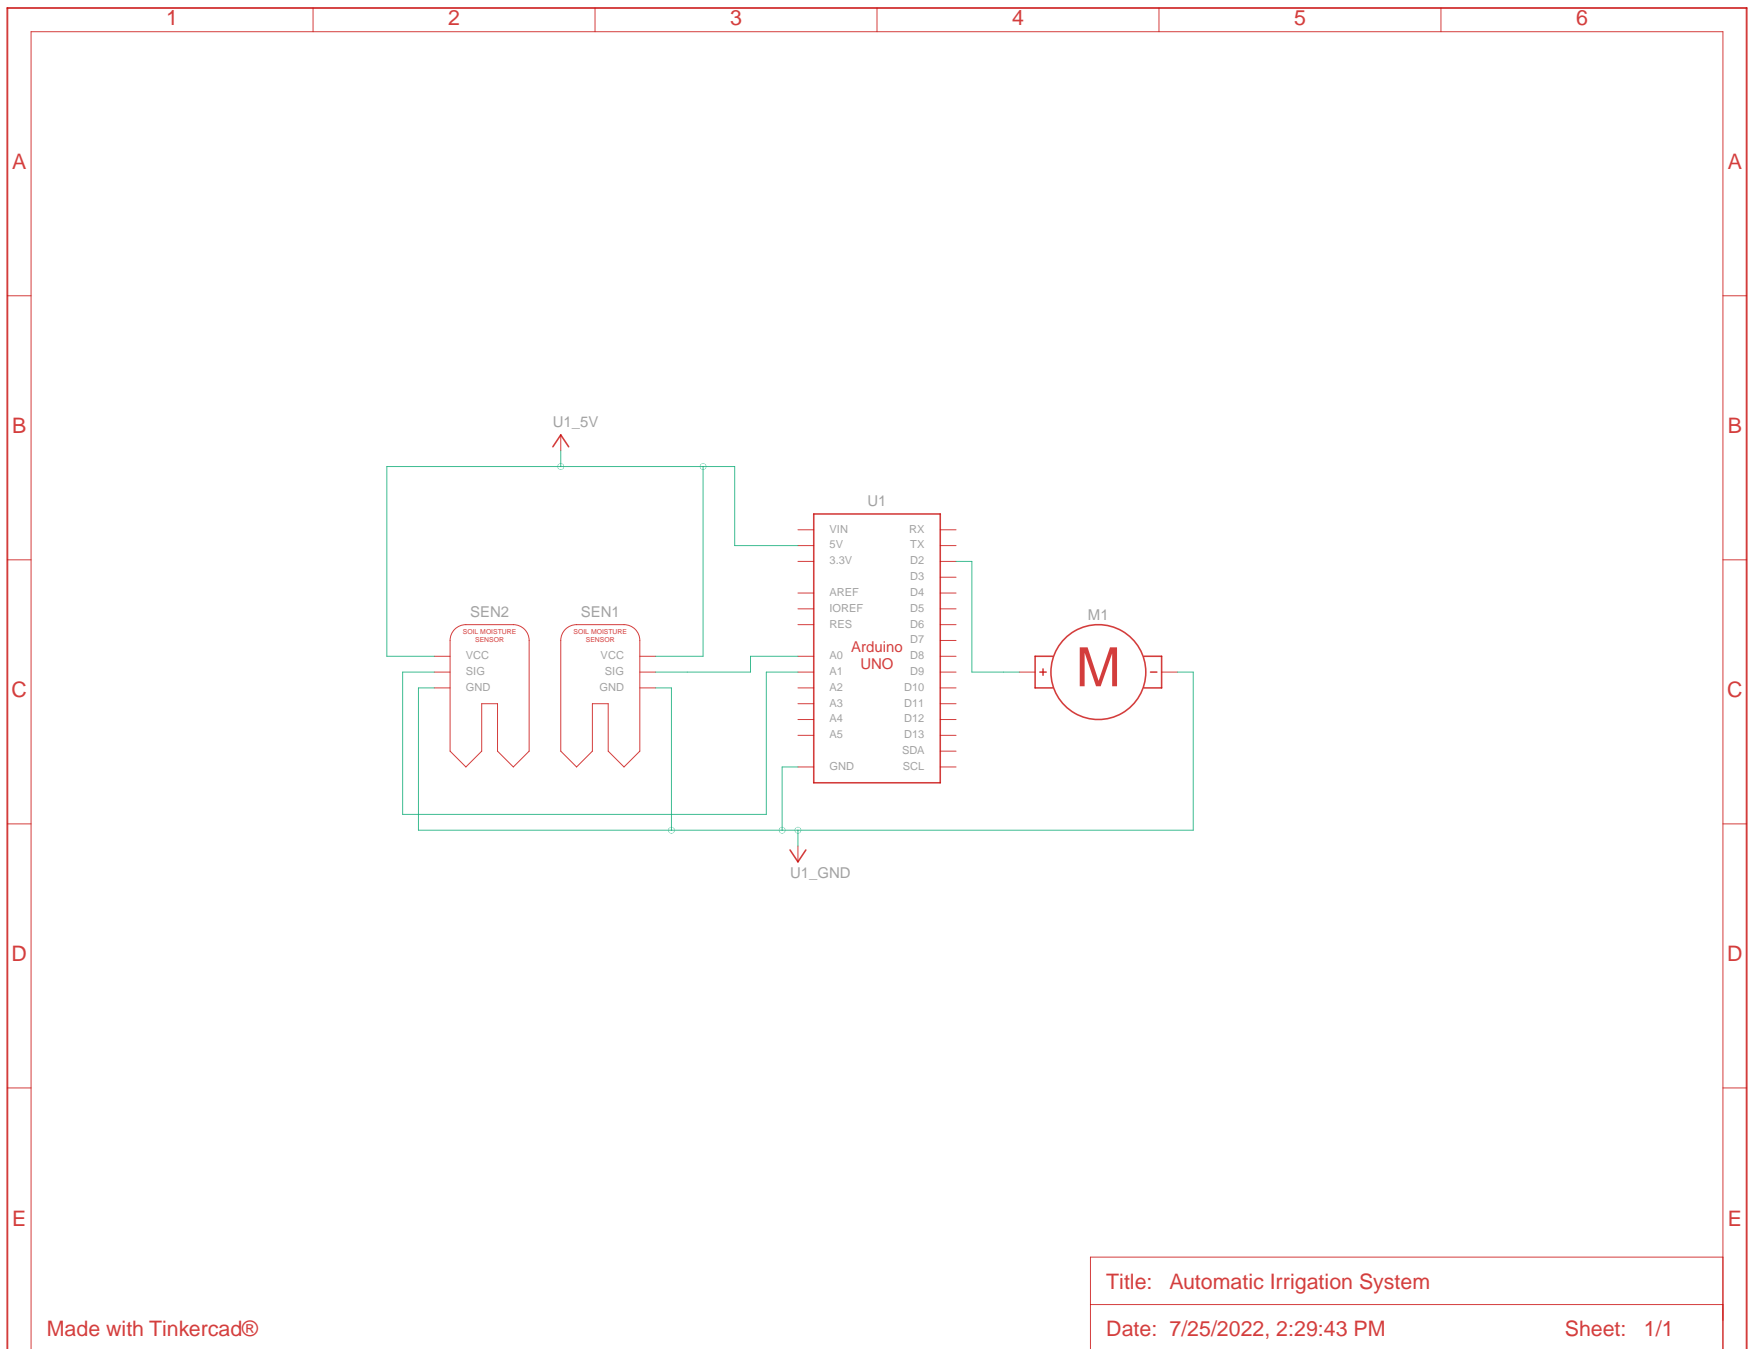 1 2 3 4 5 6
A A
B B
U1_5V
U1
VIN RX
5V TX
3.3V D2
D3
AREF D4
IOREF D5
RES D6
D7
A0 D8
A1 D9
A2 D10
A3 D11
A4 D12
A5 D13
SDA
GND SCL
Arduino
UNO
SEN2
SOIL MOISTURE
SENSOR
VCC
SIG
GND
SEN1
SOIL MOISTURE
SENSOR
VCC
SIG
GND
M1
+ M -
C C
U1_GND
D D
E E
Title: Automatic Irrigation System
Made with Tinkercad®
Date: 7/25/2022, 2:29:43 PM Sheet: 1/1